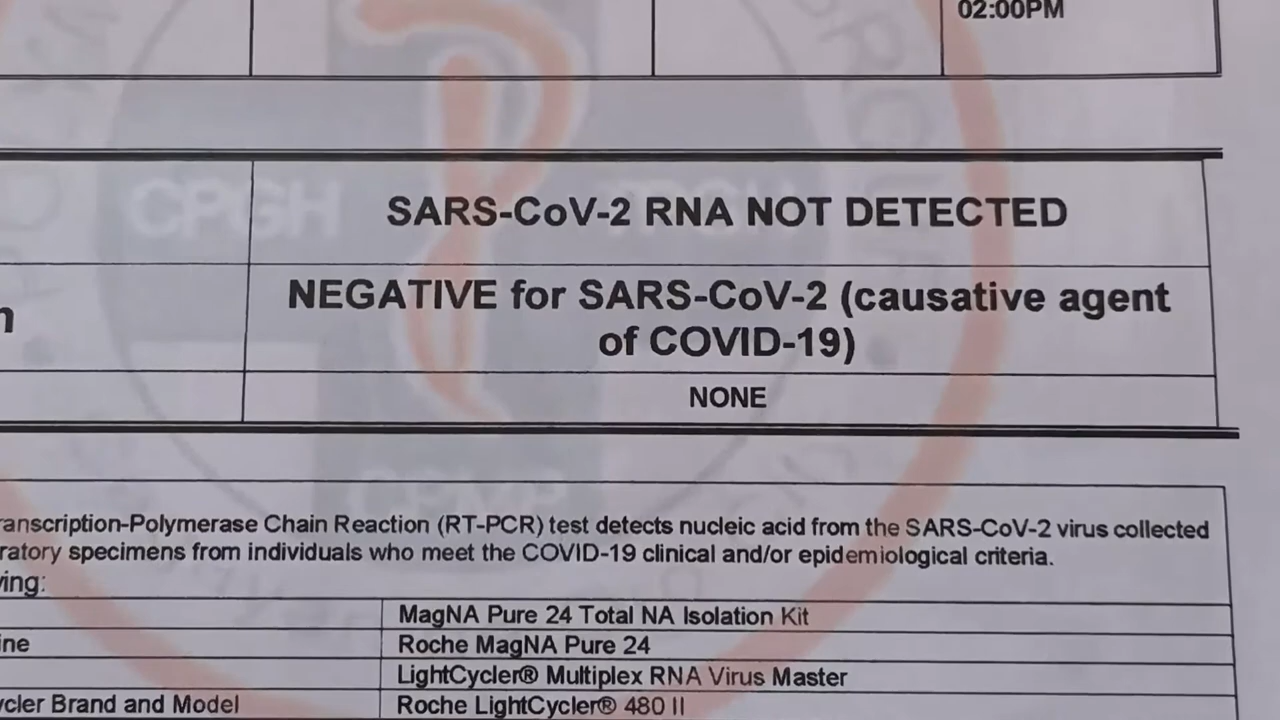 02:00PM
CPGH
SARS-CoV-2 RNA NOT DETECTED
NEGATIVE for SARS-CoV-2 (causative agent
of COVID-19)
n
NONE
ranscription-Polymerase Chain Reaction (RT-PCR) test detects nucleic acid from the SARS-CoV-2 virus collected
ratory specimens from individuals who meet the COVID-19 clinical and/or epidemiological criteria.
ving:
MagNA Pure 24 Total NA Isolation Kit
ine Roche MagNA Pure 24
LightCycler® Multiplex RNA Virus Master
ycler Brand and Model Roche LightCycler® 480 II